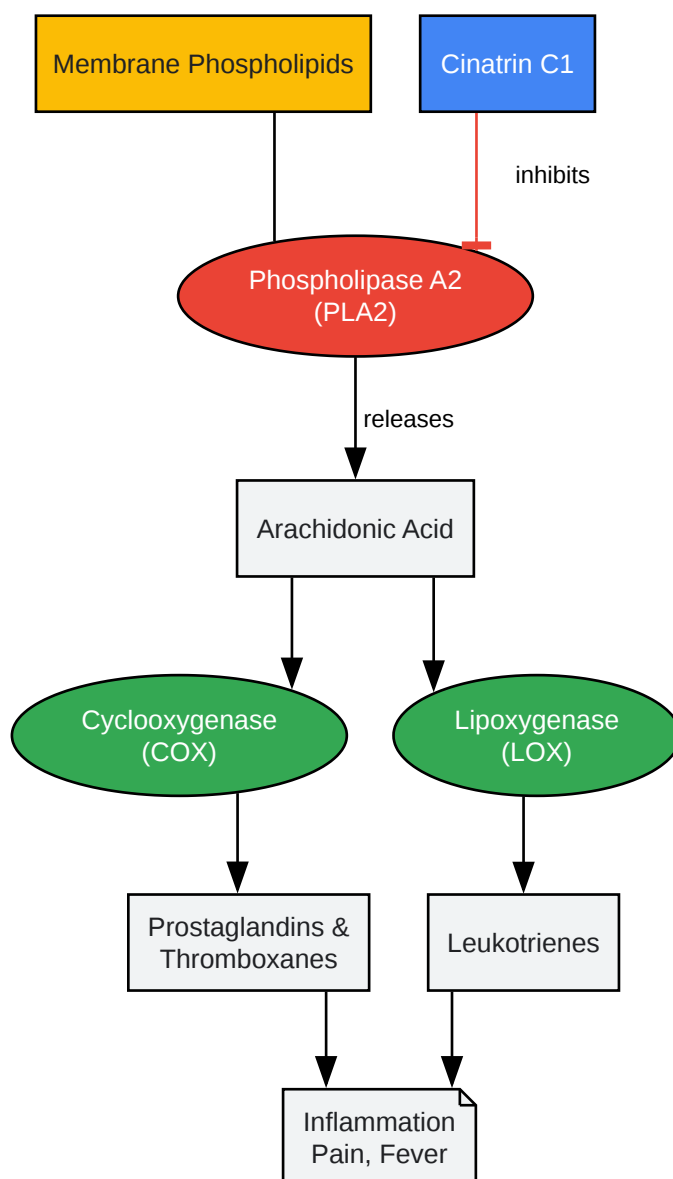 Membrane Phospholipids
Cinatrin C1
inhibits
Phospholipase A2
(PLA2)
releases
Arachidonic Acid
Cyclooxygenase
(COX)
Lipoxygenase
(LOX)
Prostaglandins &
Thromboxanes
Leukotrienes
Inflammation
Pain, Fever